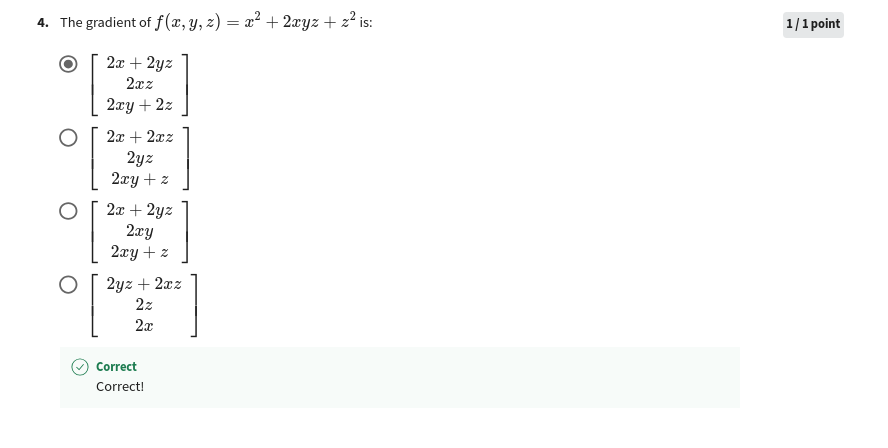 4. The gradient of f(x, y, z) = x² + 2xyz + z² is:
1 / 1 point
2x + 2yz
2xz
2xy + 2z
2x + 2xz
2yz
2xy + z
2x + 2yz
2xy
2xy + z
2yz + 2xz
2z
2x
Correct
Correct!